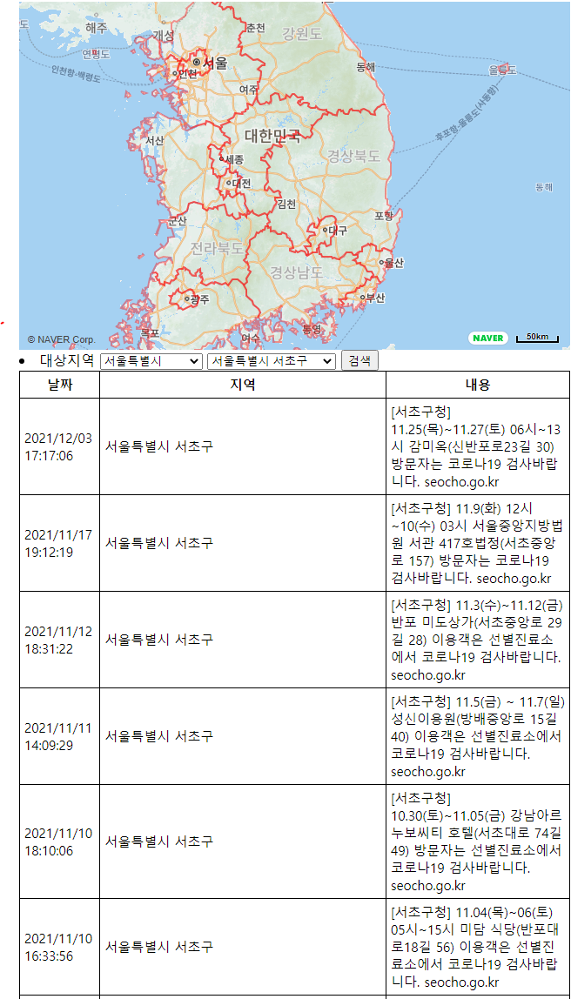 해주
개성
춘천
강원도
연평도
서울
인천
동해
울릉도
인천항-백령도
여주
후포항-울릉도(사동항)
서산
대한민국
세종
경상북도
대전
동해
김천
군산
포항
대구
전라북도
울산
경상남도
광주
부산
목포
여수
통영
© NAVER Corp.
NAVER
50km
대상지역 서울특별시 서울특별시 서초구 검색
날짜 지역 내용
2021/12/03
17:17:06
서울특별시 서초구
[서초구청]
11.25(목)~11.27(토) 06시~13
시 감미옥(신반포로23길 30)
방문자는 코로나19 검사바랍
니다. seocho.go.kr
2021/11/17
19:12:19
서울특별시 서초구
[서초구청] 11.9(화) 12시
~10(수) 03시 서울중앙지방법
원 서관 417호법정(서초중앙
로 157) 방문자는 코로나19
검사바랍니다. seocho.go.kr
2021/11/12
18:31:22
서울특별시 서초구
[서초구청] 11.3(수)~11.12(금)
반포 미도상가(서초중앙로 29
길 28) 이용객은 선별진료소
에서 코로나19 검사바랍니다.
seocho.go.kr
2021/11/11
14:09:29
서울특별시 서초구
[서초구청] 11.5(금) ~ 11.7(일)
성신이용원(방배중앙로 15길
40) 이용객은 선별진료소에서
코로나19 검사바랍니다.
seocho.go.kr
2021/11/10
18:10:06
서울특별시 서초구
[서초구청]
10.30(토)~11.05(금) 강남아르
누보씨티 호텔(서초대로 74길
49) 방문자는 선별진료소에서
코로나19 검사바랍니다.
seocho.go.kr
2021/11/10
16:33:56
서울특별시 서초구
[서초구청] 11.04(목)~06(토)
05시~15시 미담 식당(반포대
로18길 56) 이용객은 선별진
료소에서 코로나19 검사바랍
니다. seocho.go.kr